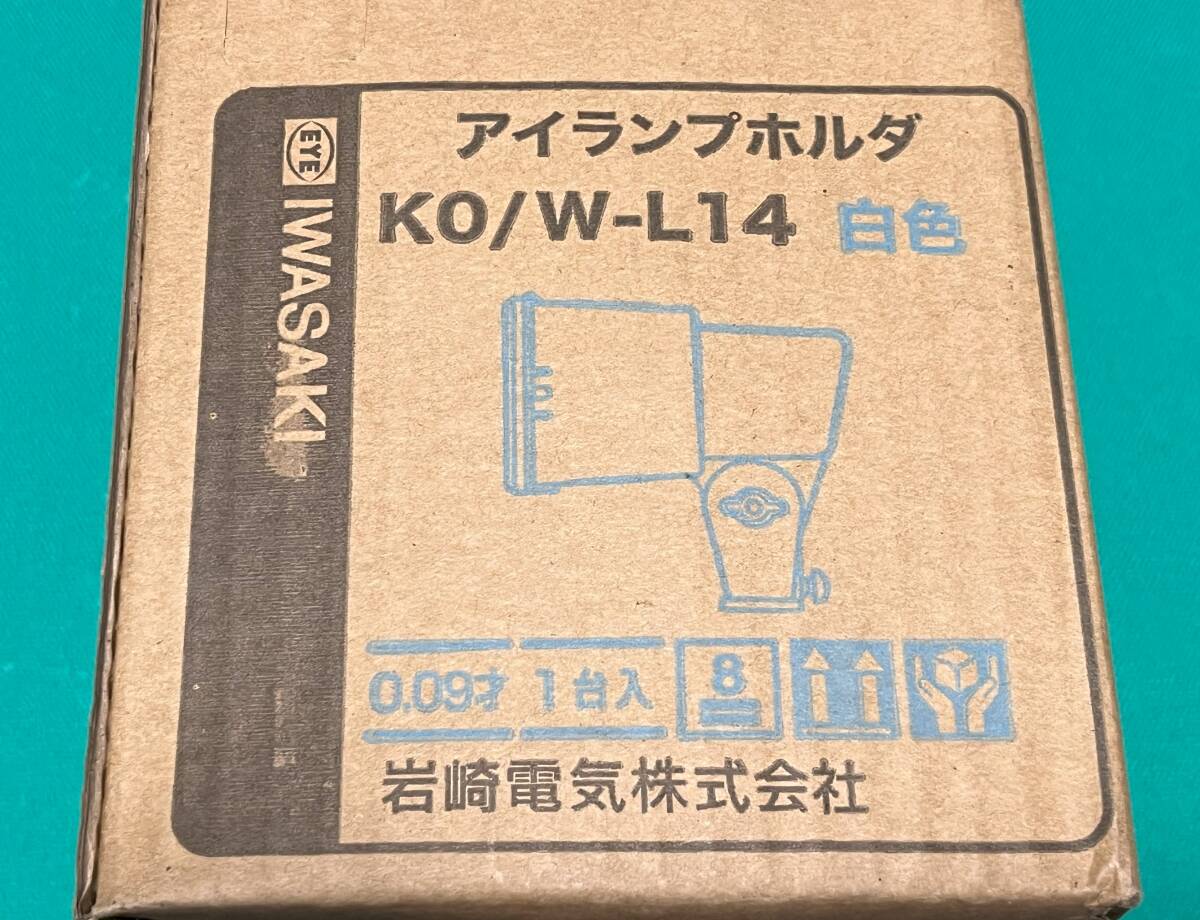 EYE IWASAKI
アイランプホルダ
K0/W-L14 白色
0.09才 1台入 8
岩崎電気株式会社